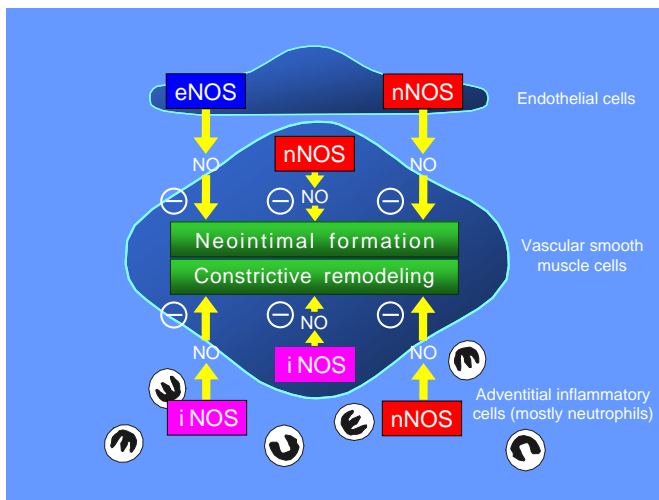 eNOS
nNOS
Endothelial cells
NO
NO
nNOS
NO
Neointimal formation
Constrictive remodeling
Vascular smooth
muscle cells
NO
NO
NO
i NOS
i NOS
nNOS
Adventitial inflammatory
cells (mostly neutrophils)